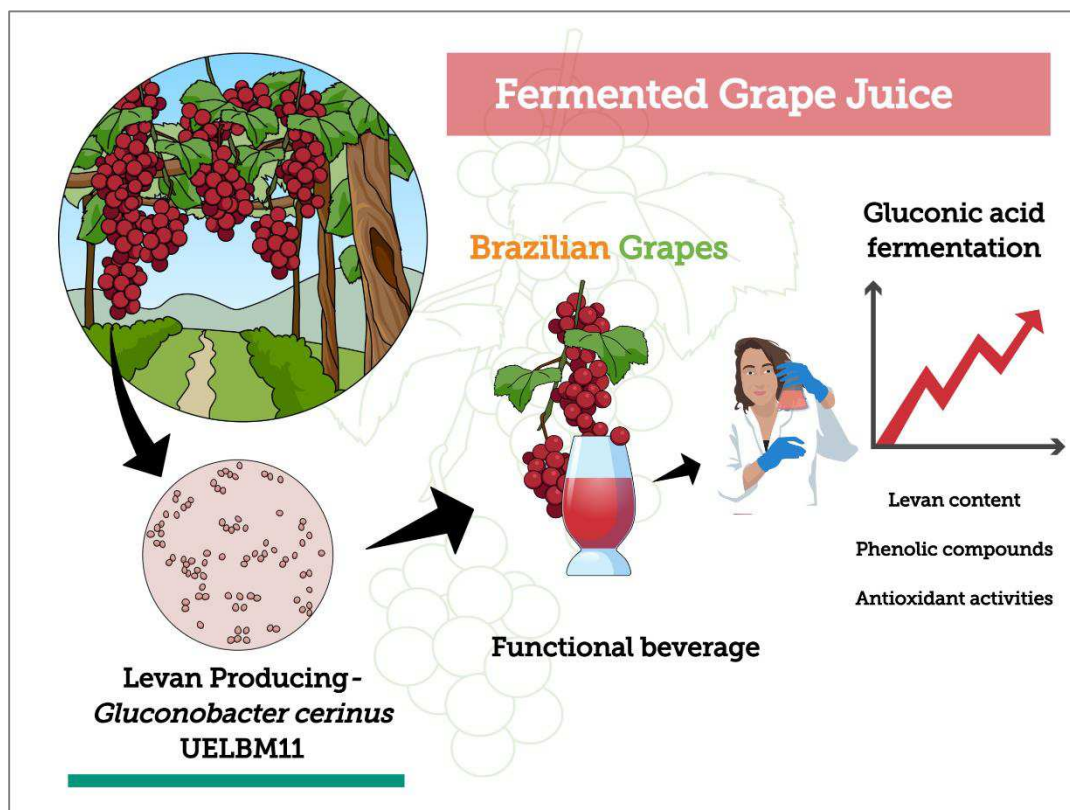 Fermented Grape Juice
Brazilian Grapes
Gluconic acid
fermentation
Levan content
Phenolic compounds
Antioxidant activities
Functional beverage
Levan Producing-
Gluconobacter cerinus
UELBM11